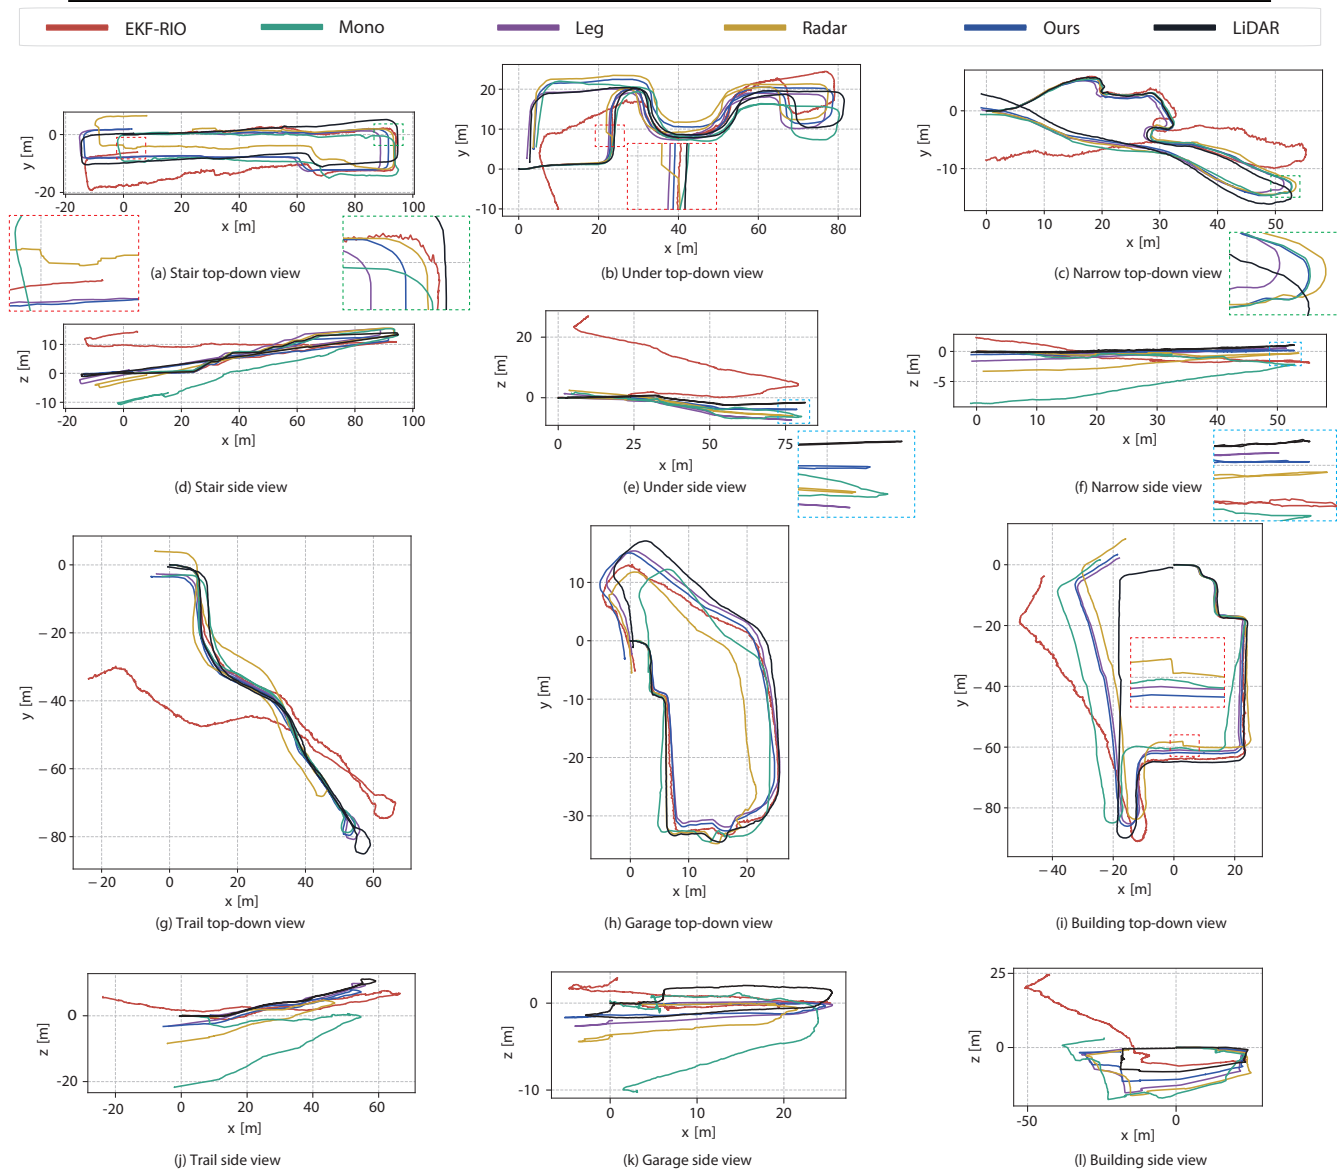 EKF-RIO Mono Leg Radar Ours LiDAR
y [m] 0 -20
-20 0 20 40 60 80 100
x [m]
(a) Stair top-down view
y [m] 20 10 0 -10
0 20 40 60 80
x [m]
(b) Under top-down view
y [m] 0 -10
0 10 20 30 40 50
x [m]
(c) Narrow top-down view
z [m] 10 0 -10
-20 0 20 40 60 80 100
x [m]
(d) Stair side view
z [m] 20 0
0 25 50 75
x [m]
(e) Under side view
z [m] 0 -5
0 10 20 30 40 50
x [m]
(f) Narrow side view
y [m] 0 −20 −40 −60 −80
−20 0 20 40 60
x [m]
(g) Trail top-down view
y [m] 10 0 -10 -20 -30
0 10 20
x [m]
(h) Garage top-down view
y [m] 0 −20 −40 −60 −80
−40 −20 0 20
x [m]
(i) Building top-down view
z [m] 0 -20
-20 0 20 40 60
x [m]
(j) Trail side view
z [m] 0 -10
0 10 20
x [m]
(k) Garage side view
z [m] 25 0
-50 0
x [m]
(l) Building side view